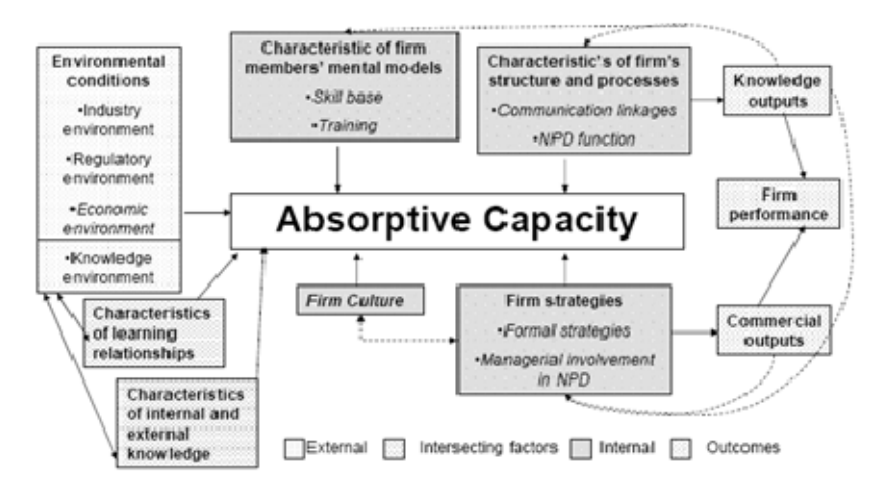 Environmental
conditions
•Industry
environment
•Regulatory
environment
•Economic
environment
•Knowledge
environment
Characteristic of firm
members' mental models
•Skill base
•Training
Characteristic's of firm's
structure and processes
•Communication linkages
•NPD function
Knowledge
outputs
Firm
performance
Absorptive Capacity
Characteristics
of learning
relationships
Firm Culture
Firm strategies
•Formal strategies
•Managerial involvement
in NPD
Commercial
outputs
Characteristics
of internal and
external
knowledge
External
Intersecting factors
Internal
Outcomes